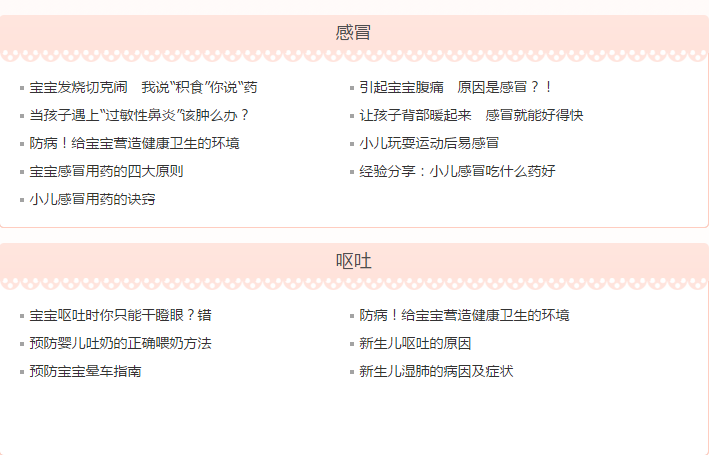 感冒
宝宝发烧切克闹　我说“积食”你说“药
引起宝宝腹痛　原因是感冒？！
当孩子遇上“过敏性鼻炎”该肿么办？
让孩子背部暖起来　感冒就能好得快
防病！给宝宝营造健康卫生的环境
小儿玩耍运动后易感冒
宝宝感冒用药的四大原则
经验分享：小儿感冒吃什么药好
小儿感冒用药的诀窍
呕吐
宝宝呕吐时你只能干瞪眼？错
防病！给宝宝营造健康卫生的环境
预防婴儿吐奶的正确喂奶方法
新生儿呕吐的原因
预防宝宝晕车指南
新生儿湿肺的病因及症状